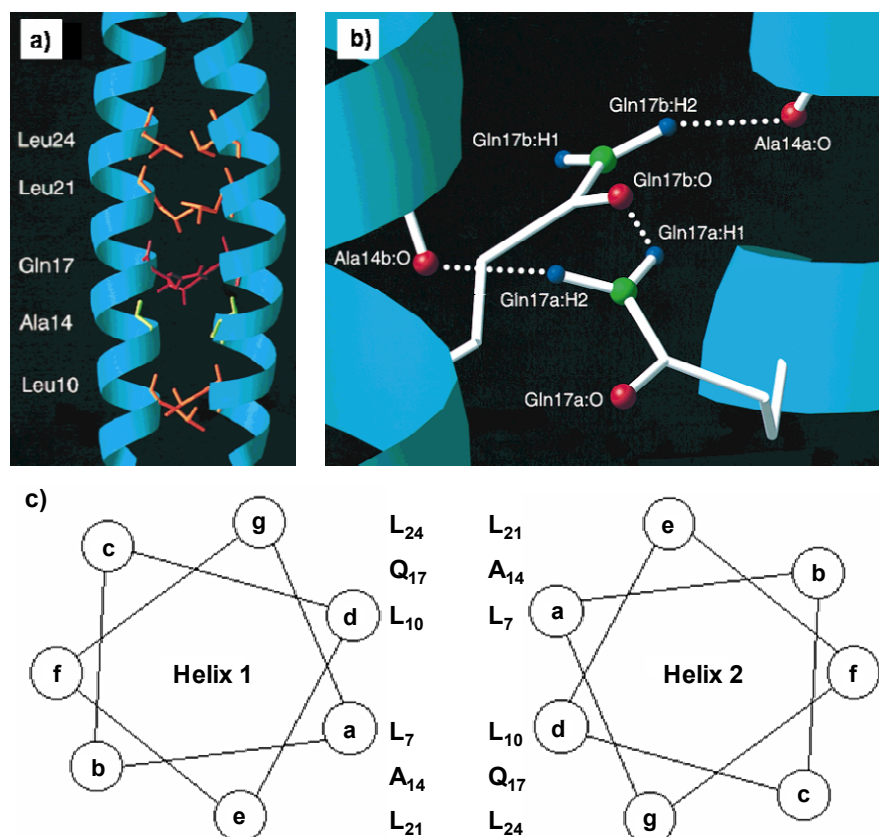 a)
Leu24
Leu21
Gln17
Ala14
Leu10
b)
Gln17b:H2
Gln17b:H1
Ala14a:O
Gln17b:O
Gln17a:H1
Ala14b:O
Gln17a:H2
Gln17a:O
c)
g
c
d
f
Helix 1
a
b
e
L24
Q17
L10
L7
A14
L21
L21
A14
L7
L10
Q17
L24
e
b
a
Helix 2
f
d
c
g